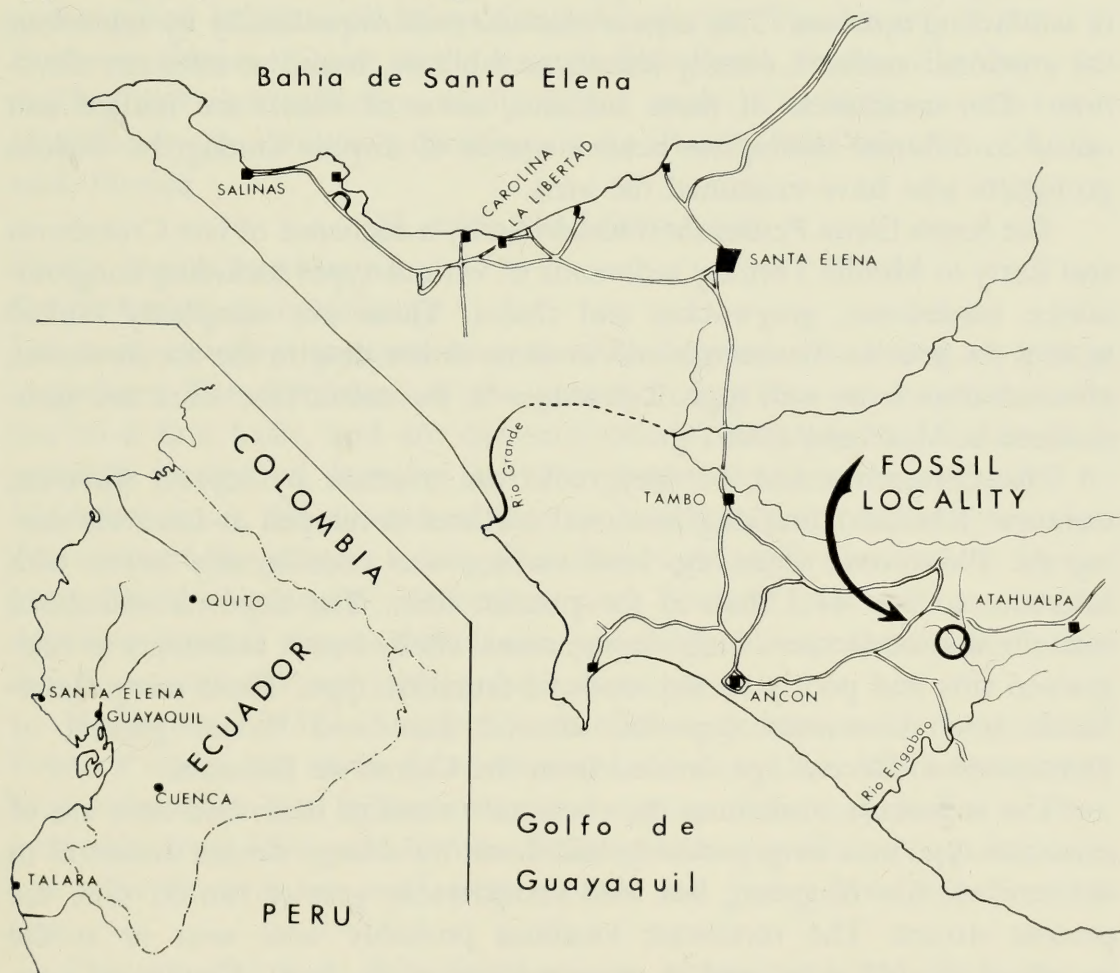 Bahia de Santa Elena
SALINAS
CAROLINA
LA LIBERTAD
SANTA ELENA
Rio Grande
TAMBO
FOSSIL
LOCALITY
ATAHUALPA
ANCON
Rio Engabao
Golfo de
Guayaquil
COLOMBIA
QUITO
ECUADOR
SANTA ELENA
GUAYAQUIL
CUENCA
TALARA
PERU